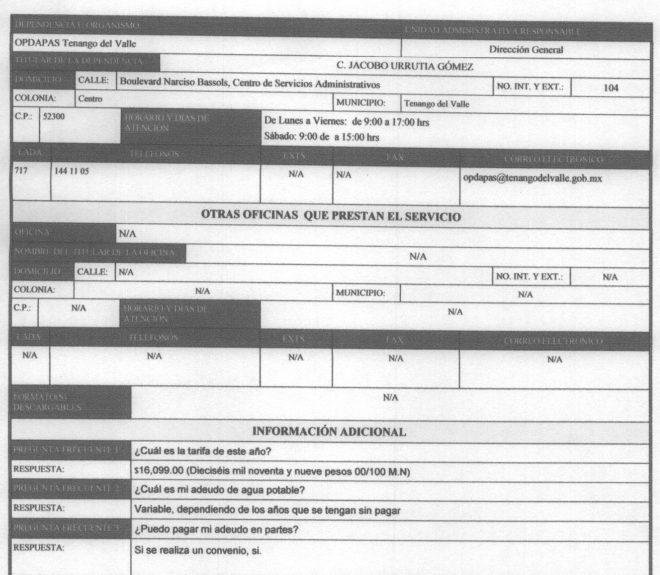 DEPENDENCIA U ORGANISMO UNIDAD ADMINISTRATIVA RESPONSABLE
OPDAPAS Tenango del Valle Dirección General
TITULAR DE LA DEPENDENCIA C. JACOBO URRUTIA GÓMEZ
DOMICILIO CALLE: Boulevard Narciso Bassols, Centro de Servicios Administrativos NO. INT. Y EXT.: 104
COLONIA: Centro MUNICIPIO: Tenango del Valle
C.P.: 52300 HORARIO Y DÍAS DE ATENCIÓN De Lunes a Viernes: de 9:00 a 17:00 hrs
Sábado: 9:00 de a 15:00 hrs
LADA TELÉFONOS EXTS. FAX CORREO ELECTRÓNICO
717 144 11 05 N/A N/A opdapas@tenangodelvalle.gob.mx
OTRAS OFICINAS QUE PRESTAN EL SERVICIO
OFICINA N/A
NOMBRE DEL TITULAR DE LA OFICINA N/A
DOMICILIO CALLE: N/A NO. INT. Y EXT.: N/A
COLONIA: N/A MUNICIPIO: N/A
C.P.: N/A HORARIO Y DÍAS DE ATENCIÓN N/A
LADA TELÉFONOS EXTS. FAX CORREO ELECTRÓNICO
N/A N/A N/A N/A N/A
FORMATO(S) DESCARGABLES N/A
INFORMACIÓN ADICIONAL
PREGUNTA FRECUENTE 1 ¿Cuál es la tarifa de este año?
RESPUESTA: $16,099.00 (Dieciséis mil noventa y nueve pesos 00/100 M.N)
PREGUNTA FRECUENTE 2 ¿Cuál es mi adeudo de agua potable?
RESPUESTA: Variable, dependiendo de los años que se tengan sin pagar
PREGUNTA FRECUENTE 3 ¿Puedo pagar mi adeudo en partes?
RESPUESTA: Si se realiza un convenio, si.